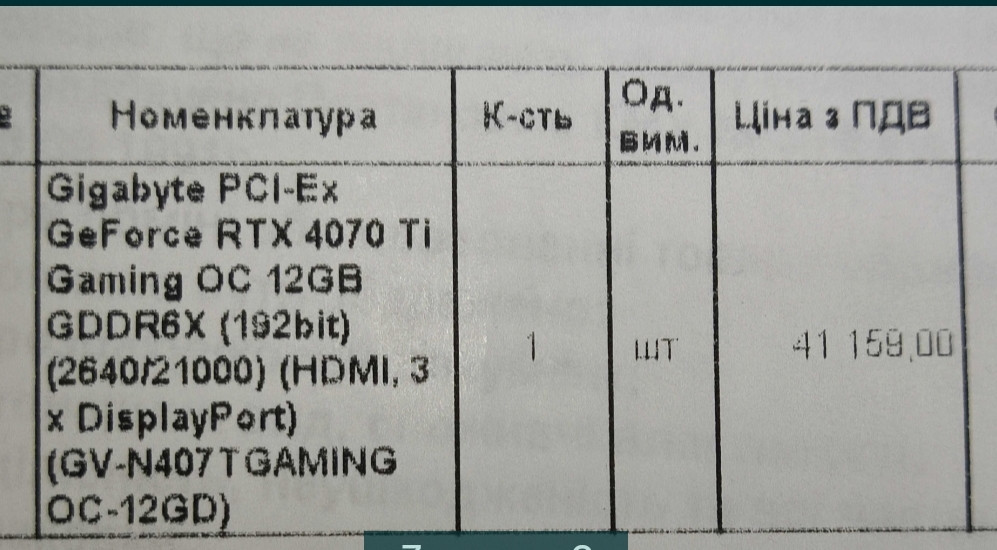 Номенклатура
К-сть
Од.
вим.
Ціна з ПДВ
Gigabyte PCI-Ex
GeForce RTX 4070 Ti
Gaming OC 12GB
GDDR6X (192bit)
(2640/21000) (HDMI, 3
x DisplayPort)
(GV-N407TGAMING
OC-12GD)
1
шт
41 159,00